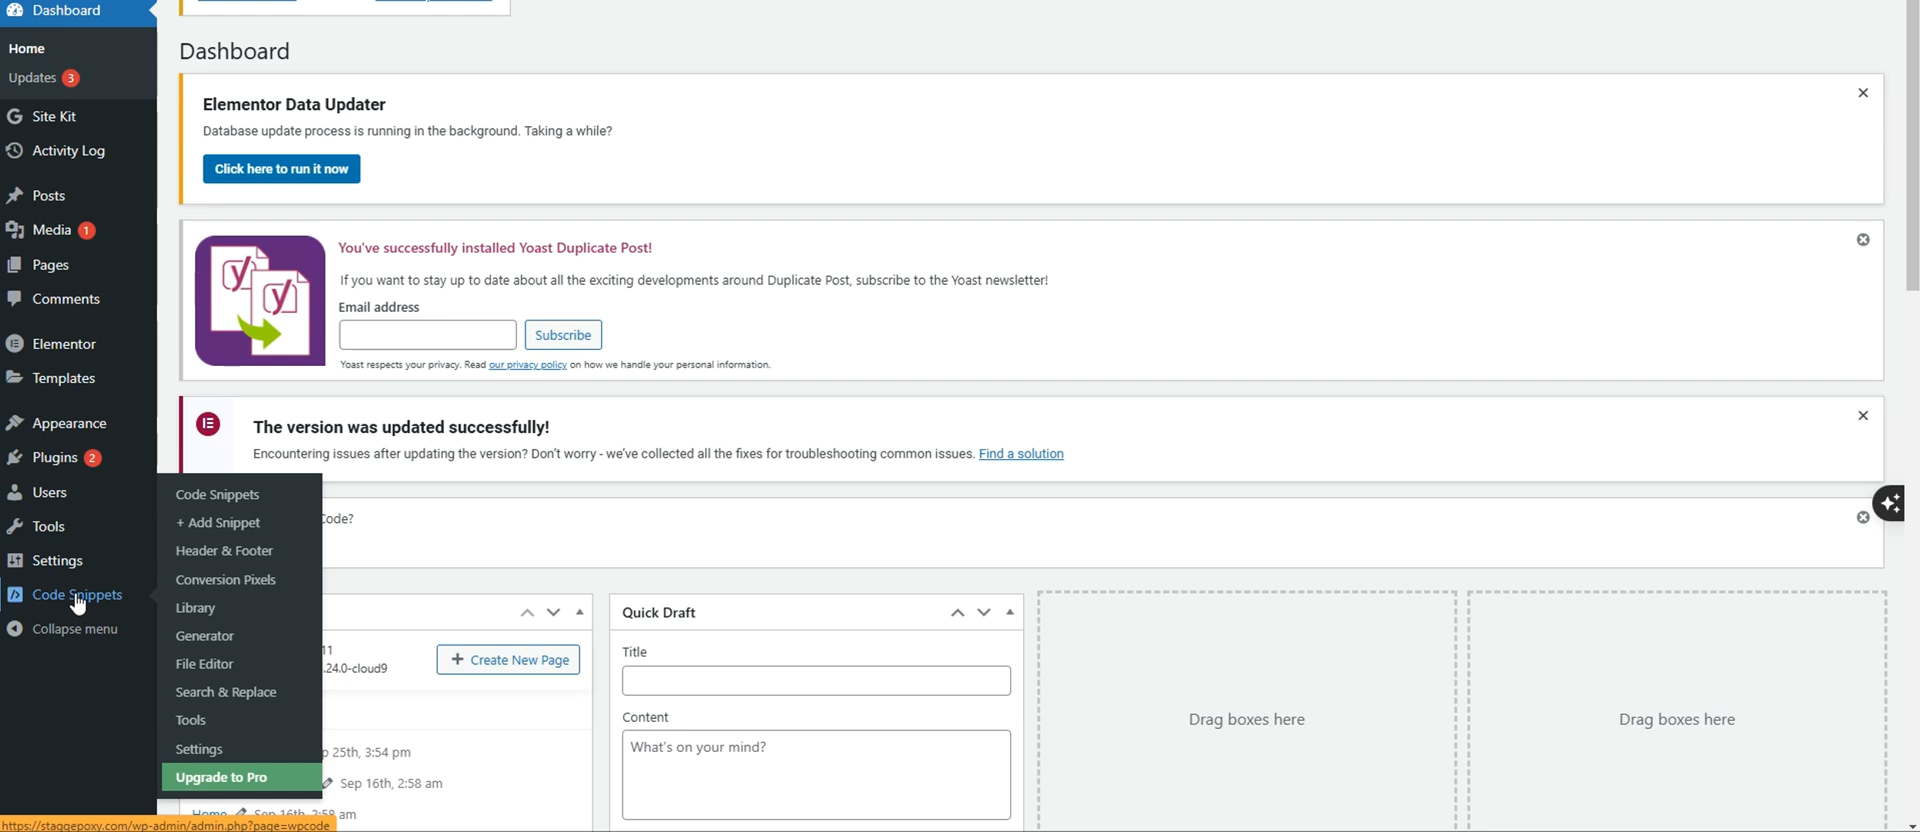 Dashboard
Home
Updates 3
Site Kit
Activity Log
Posts
Media 1
Pages
Comments
Elementor
Templates
Appearance
Plugins 2
Users
Tools
Settings
Code Snippets
Collapse menu
Code Snippets
+ Add Snippet
Header & Footer
Conversion Pixels
Library
Generator
File Editor
Search & Replace
Tools
Settings
Upgrade to Pro
Dashboard
Elementor Data Updater
Database update process is running in the background. Taking a while?
Click here to run it now
You've successfully installed Yoast Duplicate Post!
If you want to stay up to date about all the exciting developments around Duplicate Post, subscribe to the Yoast newsletter!
Email address
Subscribe
Yoast respects your privacy. Read our privacy policy on how we handle your personal information.
The version was updated successfully!
Encountering issues after updating the version? Don't worry - we've collected all the fixes for troubleshooting common issues. Find a solution
Code?
11
.24.0-cloud9
+ Create New Page
p 25th, 3:54 pm
Sep 16th, 2:58 am
Home Sep 16th, 2:58 am
Quick Draft
Title
Content
What's on your mind?
Drag boxes here
Drag boxes here
https://staqqepoxy.com/wp-admin/admin.php?page=wpcode